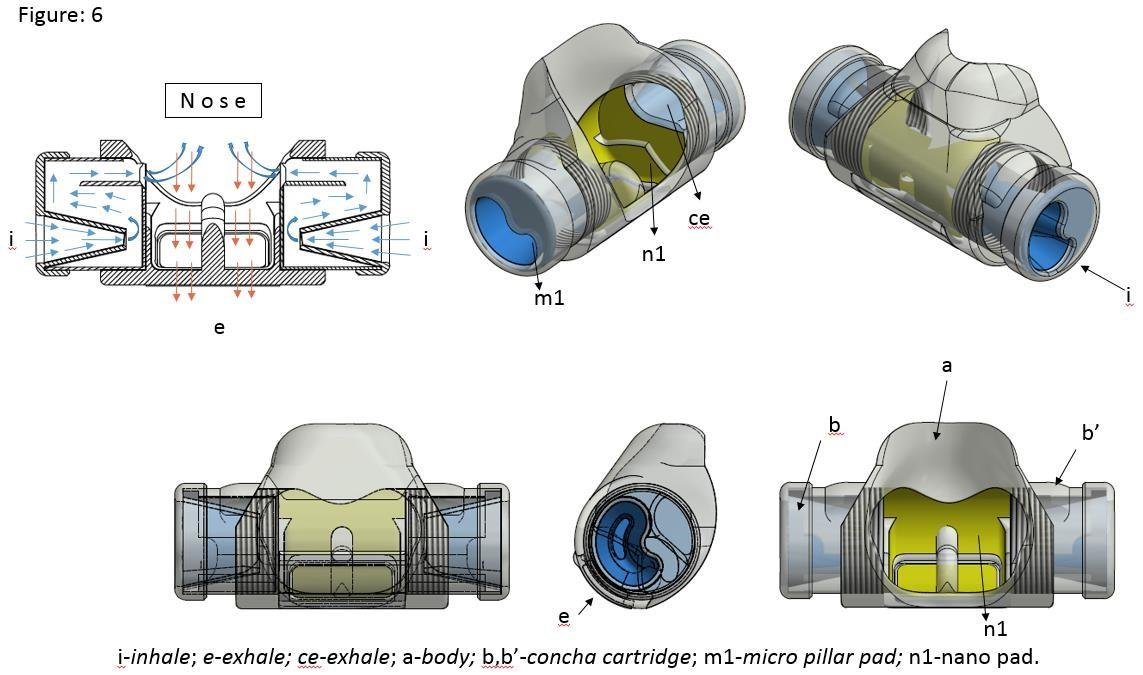 Figure: 6
Nose
i
i
e
m1
n1
ce
i
a
b
b’
e
n1
i-inhale; e-exhale; ce-exhale; a-body; b,b’-concha cartridge; m1-micro pillar pad; n1-nano pad.